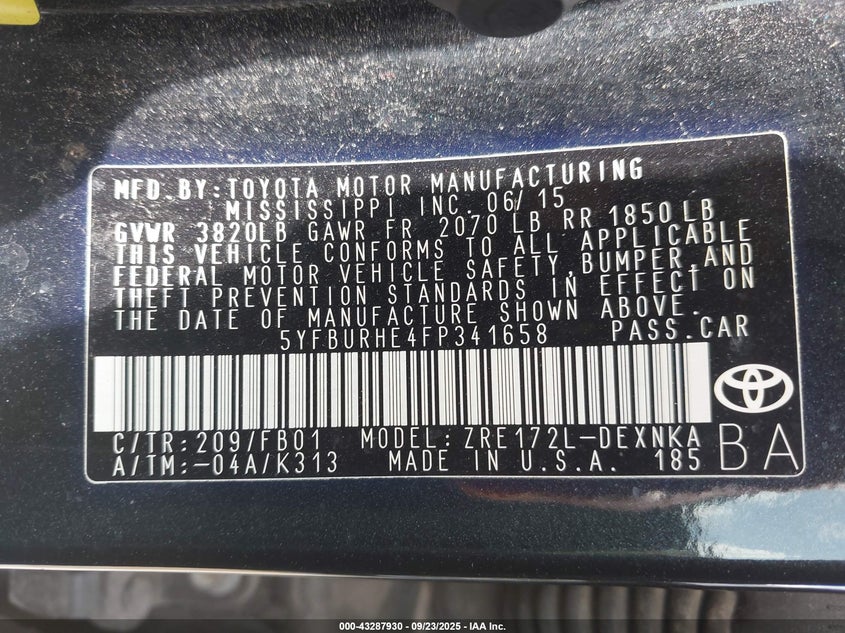 MFD.BY:TOYOTA MOTOR MANUFACTURING
MISSISSIPPI INC. 06/15
GVWR 3820LB GAWR FR 2070 LB RR 1850 LB
THIS VEHICLE CONFORMS TO ALL APPLICABLE
FEDERAL MOTOR VEHICLE SAFETY,BUMPER,AND
THEFT PREVENTION STANDARDS IN EFFECT ON
THE DATE OF MANUFACTURE SHOWN ABOVE.
5YFBURHE4FP341658 PASS.CAR
C/TR:209/FB01 MODEL:ZRE172L-DEXNKA
A/TM:-04A/K313 MADE IN U.S.A. 185
BA
000-43287930 - 09/23/2025 - IAA Inc.